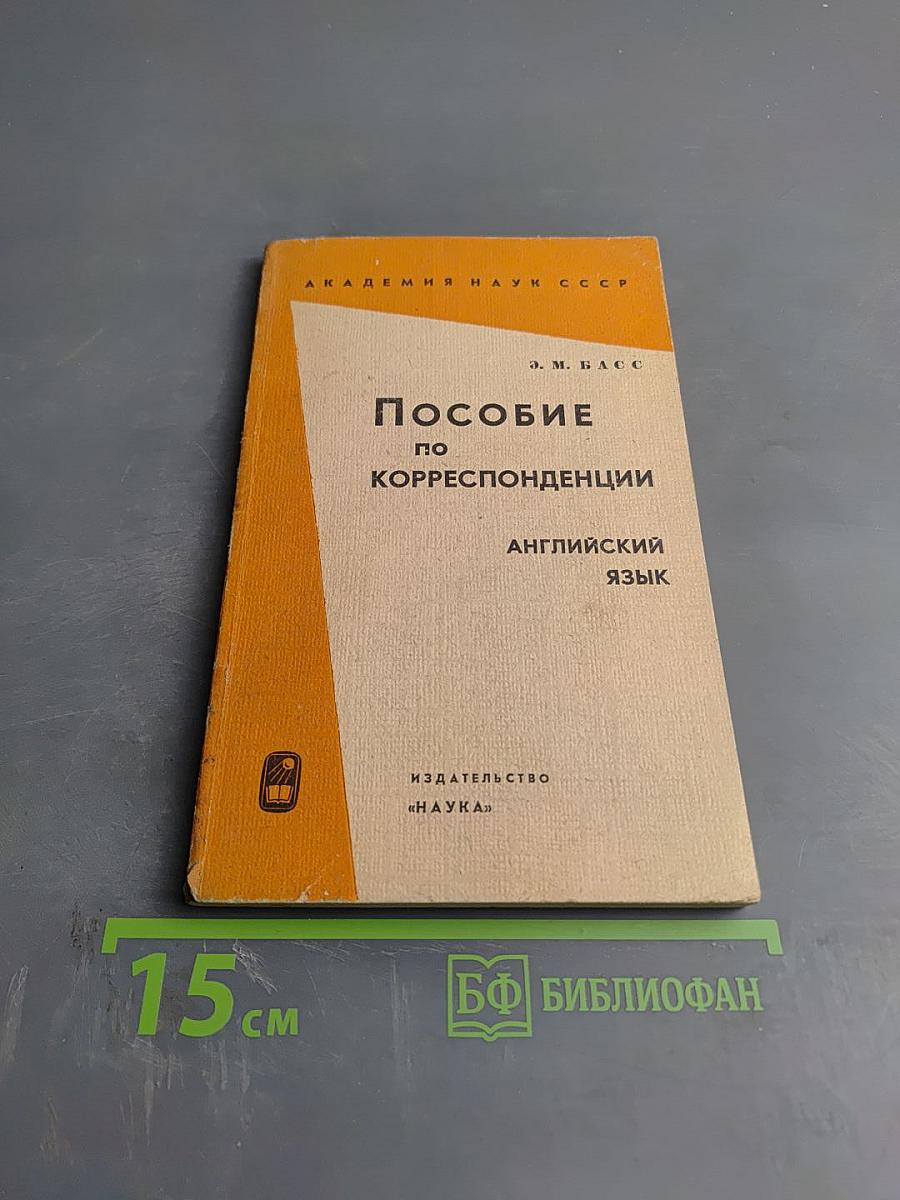 АКАДЕМИЯ НАУК СССР
Э. М. БАСС
ПОСОБИЕ
ПО
КОРРЕСПОНДЕНЦИИ
АНГЛИЙСКИЙ
ЯЗЫК
ИЗДАТЕЛЬСТВО
«НАУКА»
15 см
БФ БИБЛИОФАН